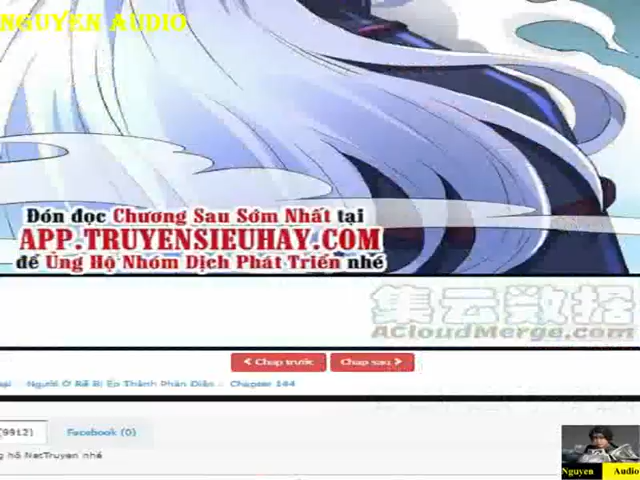 NGUYEN AUDIO
Đón đọc Chương Sau Sớm Nhất tại
APP.TRUYENSIEUHAY.COM
để Ủng Hộ Nhóm Dịch Phát Triển nhé
集云数据
ACloudMerge.com
Chap trước
Chap sau
Người Ở Rể Bị Ép Thành Phản Diện
Chapter 144
(9912)
Facebook (0)
g hộ NetTruyen nhé
Nguyen Audio